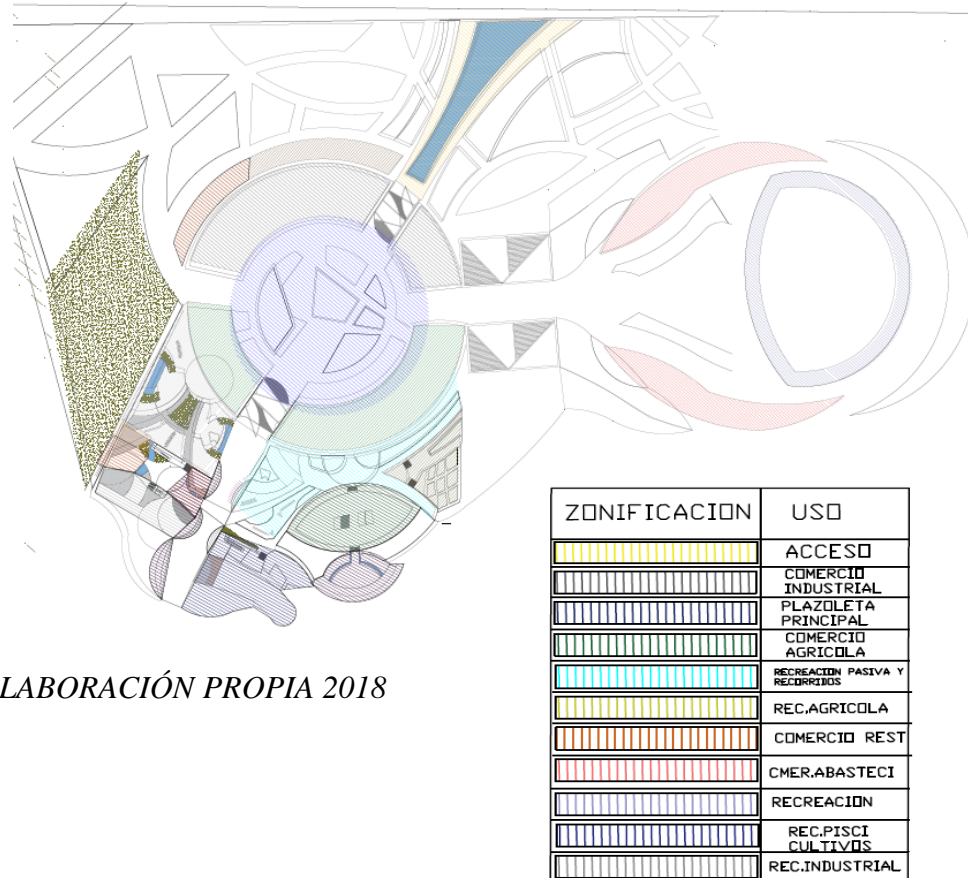 ZONIFICACION USO
ACCESO
COMERCIO
INDUSTRIAL
PLAZOLETA
PRINCIPAL
COMERCIO
AGRICOLA
RECREACION PASIVA Y
RECORRIDOS
REC.AGRICOLA
COMERCIO REST
CMER.ABASTECI
RECREACION
REC.PISCI
CULTIVOS
REC.INDUSTRIAL
LABORACIÓN PROPIA 2018